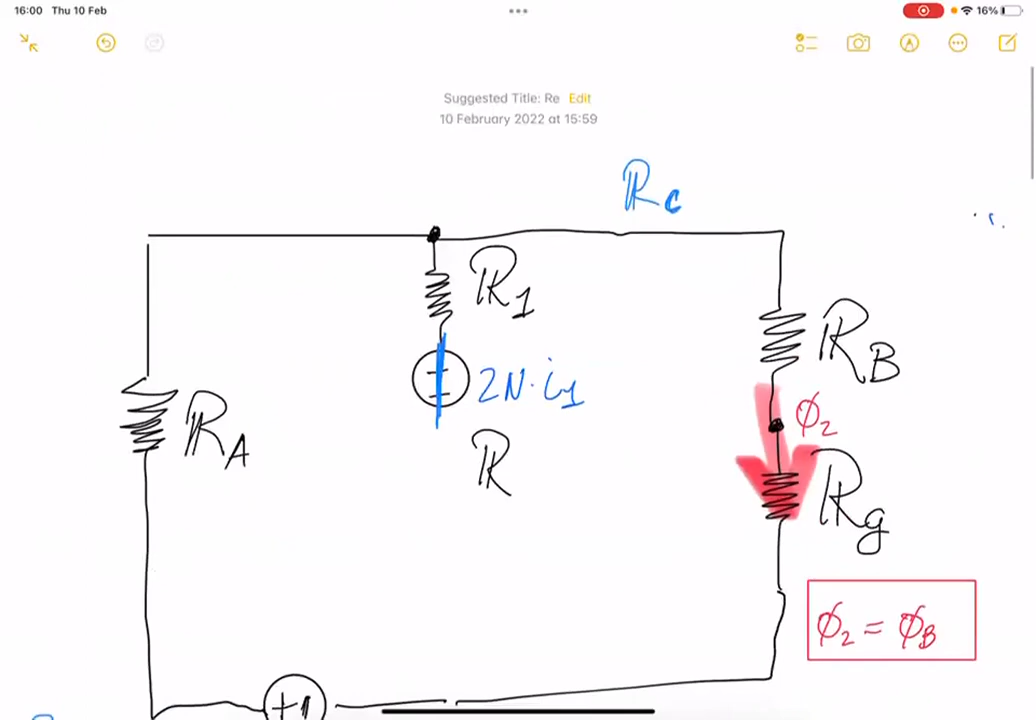 16:00 Thu 10 Feb
16%
Suggested Title: Re Edit
10 February 2022 at 15:59
ℝc
ℝ1
2N·i1
ℝB
ϕ2
ℝA
ℝ
ℝg
ϕ2 = ϕB